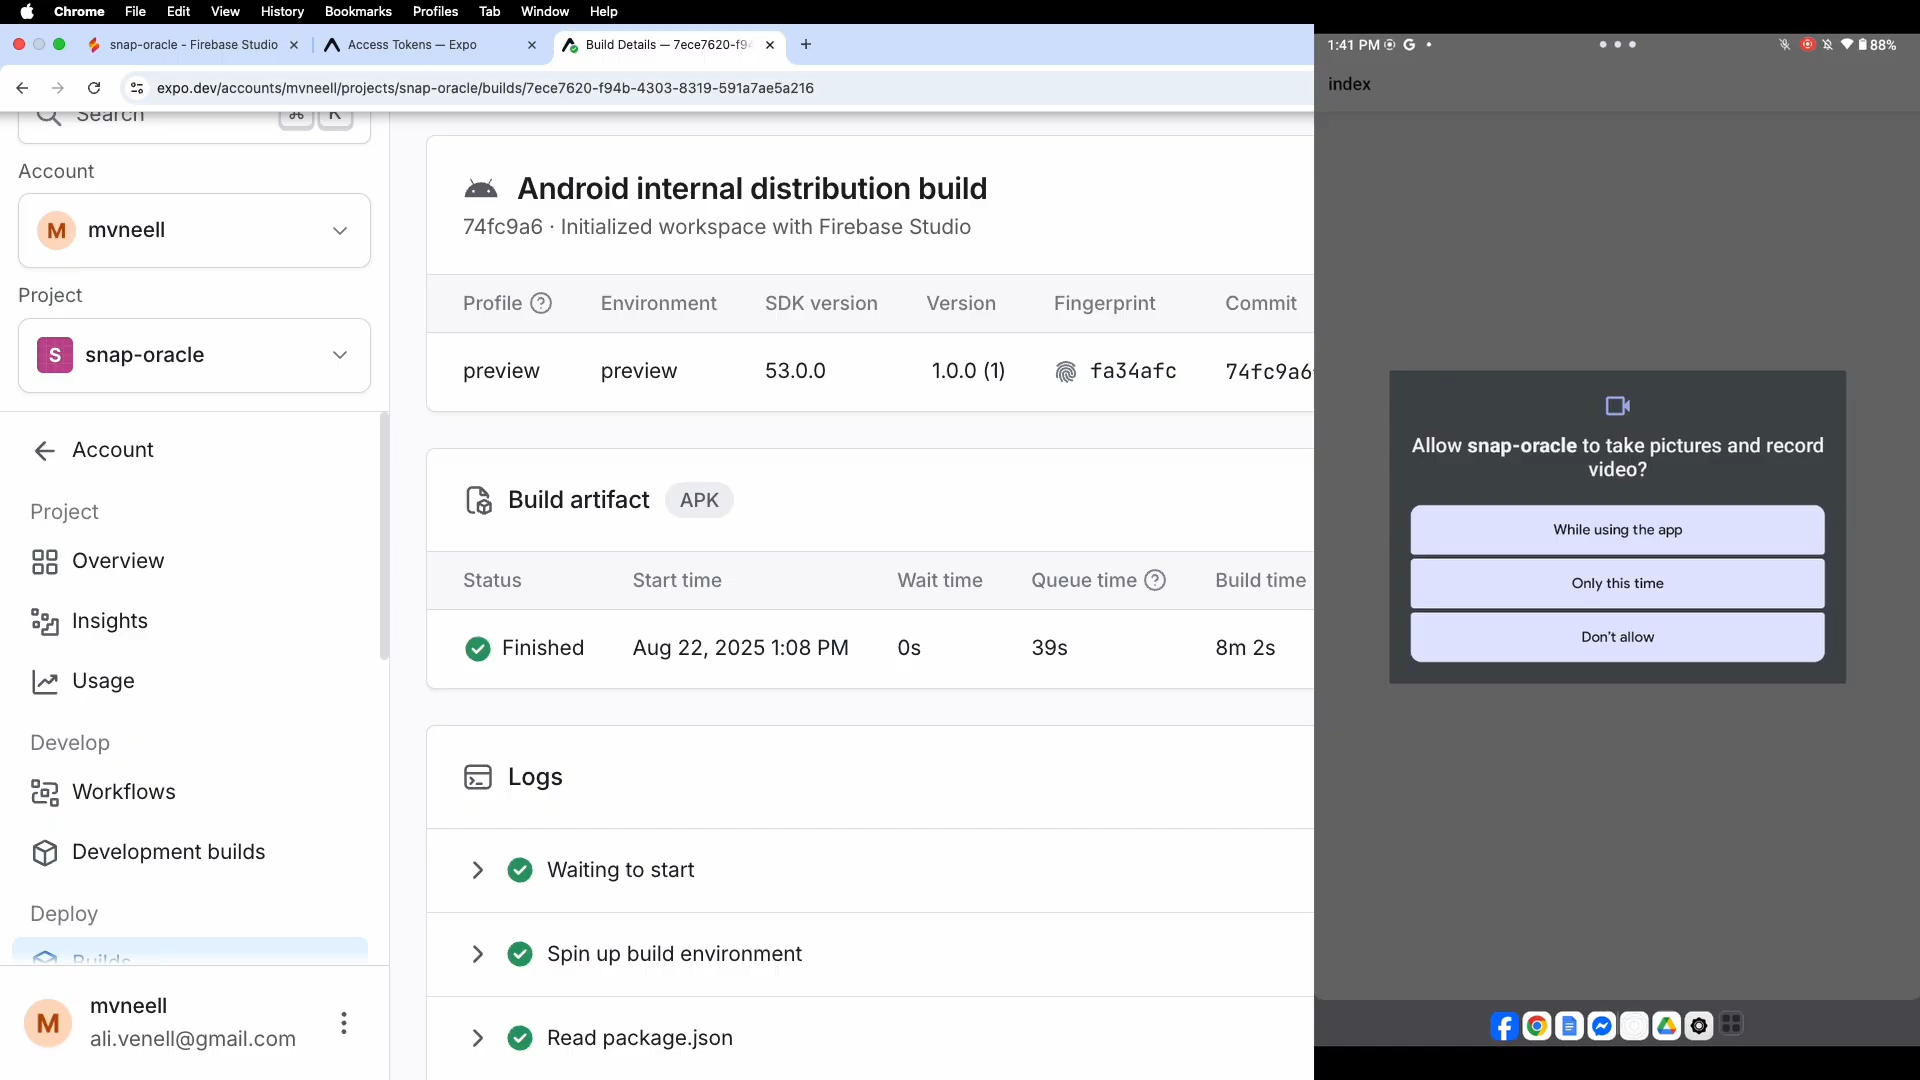 Chrome File Edit View History Bookmarks Profiles Tab Window Help
snap-oracle - Firebase Studio
Access Tokens — Expo
Build Details — 7ece7620-f9
expo.dev/accounts/mvneell/projects/snap-oracle/builds/7ece7620-f94b-4303-8319-591a7ae5a216
Search ⌘ K
Account
M mvneell
Project
S snap-oracle
Account
Project
Overview
Insights
Usage
Develop
Workflows
Development builds
Deploy
Builds
M
mvneell
ali.venell@gmail.com
Android internal distribution build
74fc9a6 · Initialized workspace with Firebase Studio
Profile Environment SDK version Version Fingerprint Commit
preview preview 53.0.0 1.0.0 (1) fa34afc 74fc9a6
Build artifact APK
Status Start time Wait time Queue time Build time
Finished Aug 22, 2025 1:08 PM 0s 39s 8m 2s
Logs
Waiting to start
Spin up build environment
Read package.json
1:41 PM G 88%
index
Allow snap-oracle to take pictures and record
video?
While using the app
Only this time
Don't allow